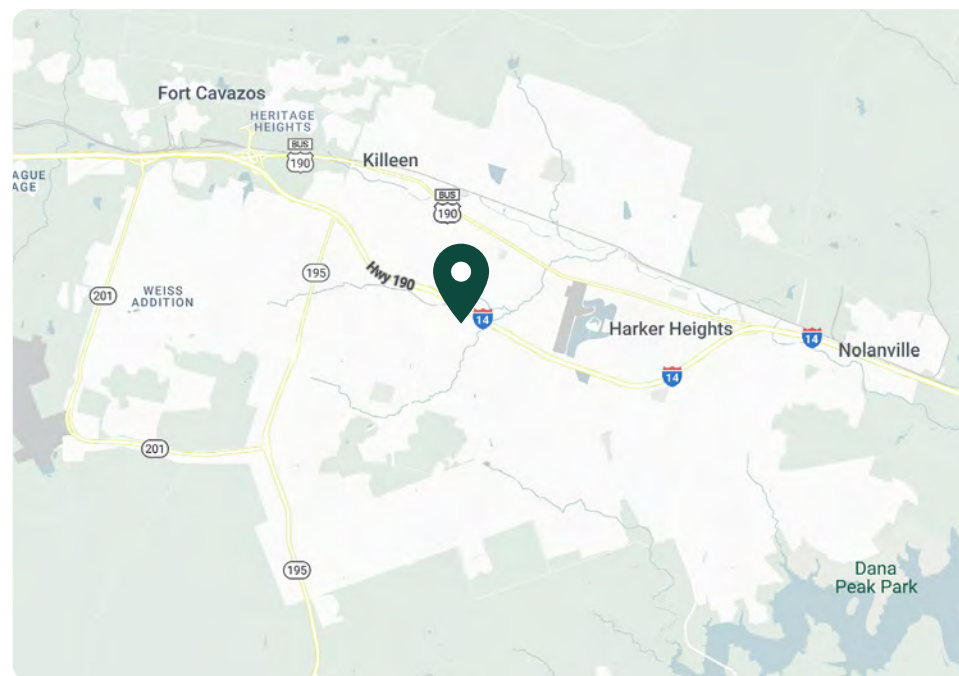 Fort Cavazos
HERITAGE
HEIGHTS
BUS
190
Killeen
AGUE
AGE
BUS
190
195
Hwy 190
201
WEISS
ADDITION
14
Harker Heights
14
Nolanville
14
201
195
Dana
Peak Park